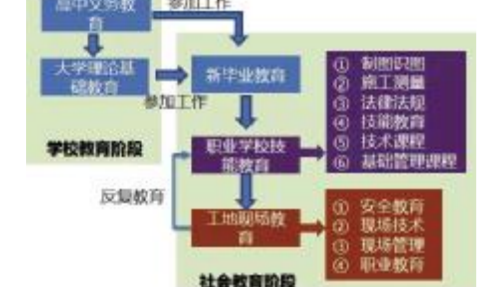 高中义务教
育
参加工作
大学理论基
础教育
参加工作
新毕业教育
学校教育阶段
① 制图识图
② 施工测量
③ 法律法规
④ 技能教育
⑤ 技术课程
⑥ 基础管理课程
职业学校技
能教育
反复教育
工地现场教
育
① 安全教育
② 现场技术
③ 现场管理
④ 职业教育
社会教育阶段